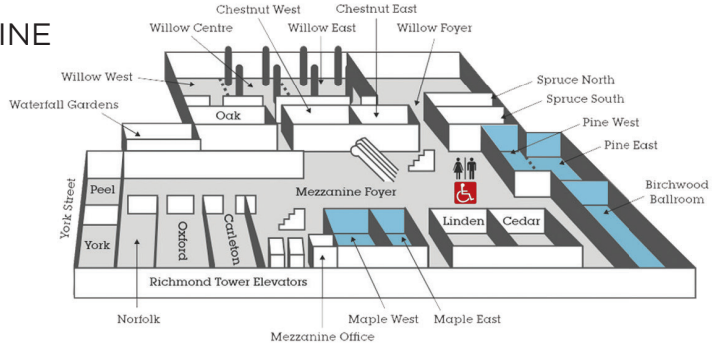 INE
Chestnut West
Chestnut East
Willow Centre
Willow East
Willow Foyer
Willow West
Spruce North
Waterfall Gardens
Spruce South
Oak
Pine West
Pine East
Birchwood
Ballroom
York Street
Peel
Mezzanine Foyer
York
Oxford
Carleton
Linden
Cedar
Richmond Tower Elevators
Norfolk
Maple West
Maple East
Mezzanine Office